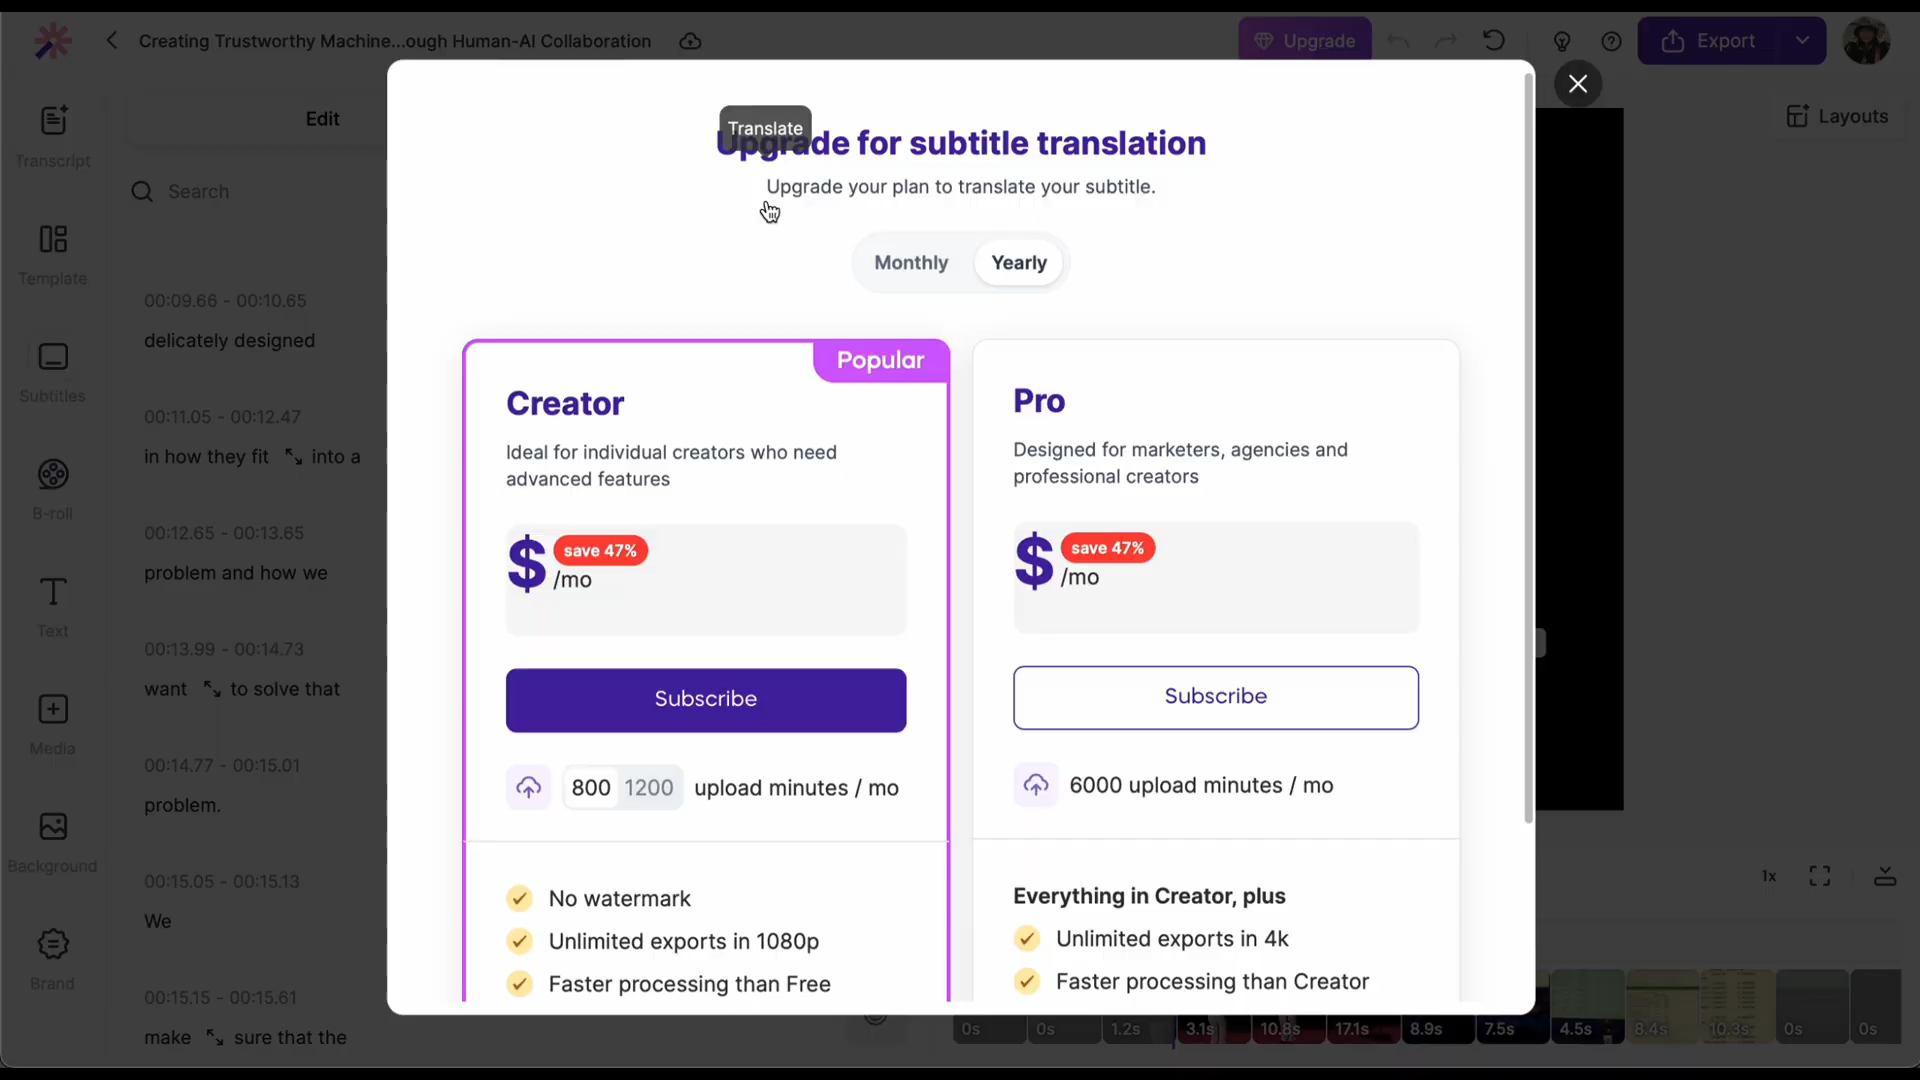 Creating Trustworthy Machine...ough Human-AI Collaboration
Upgrade
Export
Transcript
Template
Subtitles
B-roll
Text
Media
Background
Brand
Edit
Search
00:09.66 - 00:10.65
delicately designed
00:11.05 - 00:12.47
in how they fit into a
00:12.65 - 00:13.65
problem and how we
00:13.99 - 00:14.73
want to solve that
00:14.77 - 00:15.01
problem.
00:15.05 - 00:15.13
We
00:15.15 - 00:15.61
make sure that the
Translate
Upgrade for subtitle translation
Upgrade your plan to translate your subtitle.
Monthly Yearly
Popular
Creator
Ideal for individual creators who need
advanced features
$ save 47%
/mo
Subscribe
800 1200 upload minutes / mo
No watermark
Unlimited exports in 1080p
Faster processing than Free
Pro
Designed for marketers, agencies and
professional creators
$ save 47%
/mo
Subscribe
6000 upload minutes / mo
Everything in Creator, plus
Unlimited exports in 4k
Faster processing than Creator
Layouts
1x
0s 0s 1.2s 3.1s 10.8s 17.1s 8.9s 7.5s 4.5s 8.4s 10.3s 0s 0s